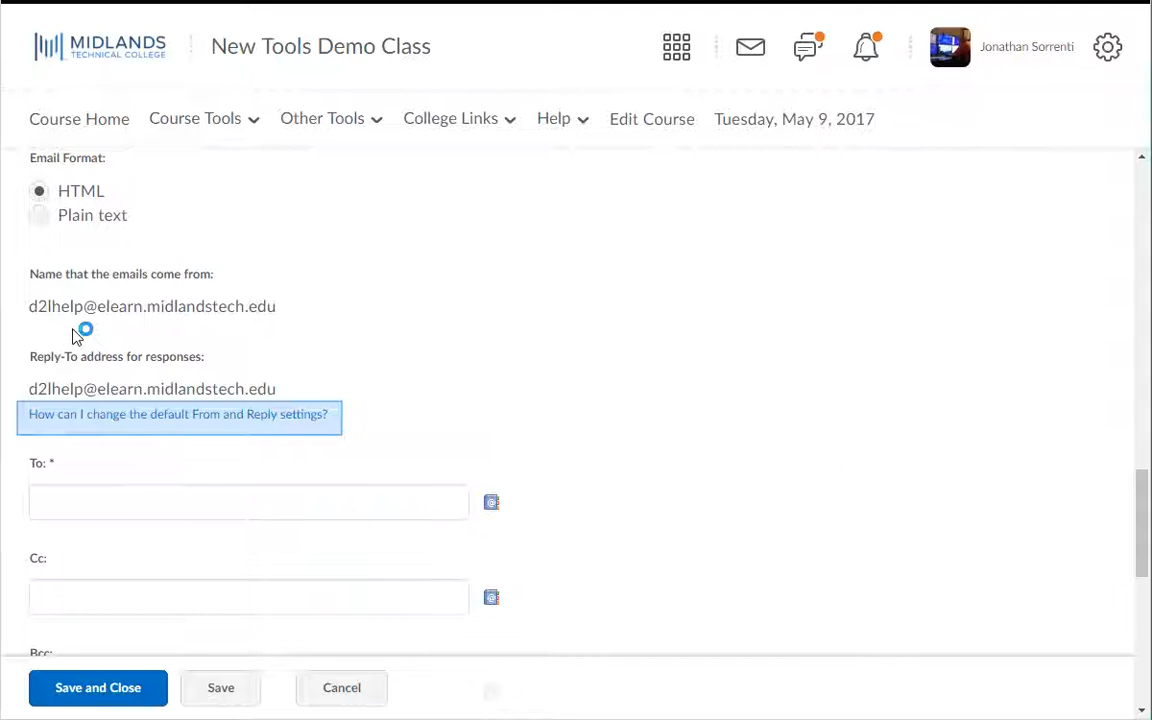 MIDLANDS
TECHNICAL COLLEGE
New Tools Demo Class
Jonathan Sorrenti
Course Home
Course Tools
Other Tools
College Links
Help
Edit Course
Tuesday, May 9, 2017
Email Format:
HTML
Plain text
Name that the emails come from:
d2lhelp@elearn.midlandstech.edu
Reply-To address for responses:
d2lhelp@elearn.midlandstech.edu
How can I change the default From and Reply settings?
To: *
Cc:
Bcc:
Save and Close
Save
Cancel